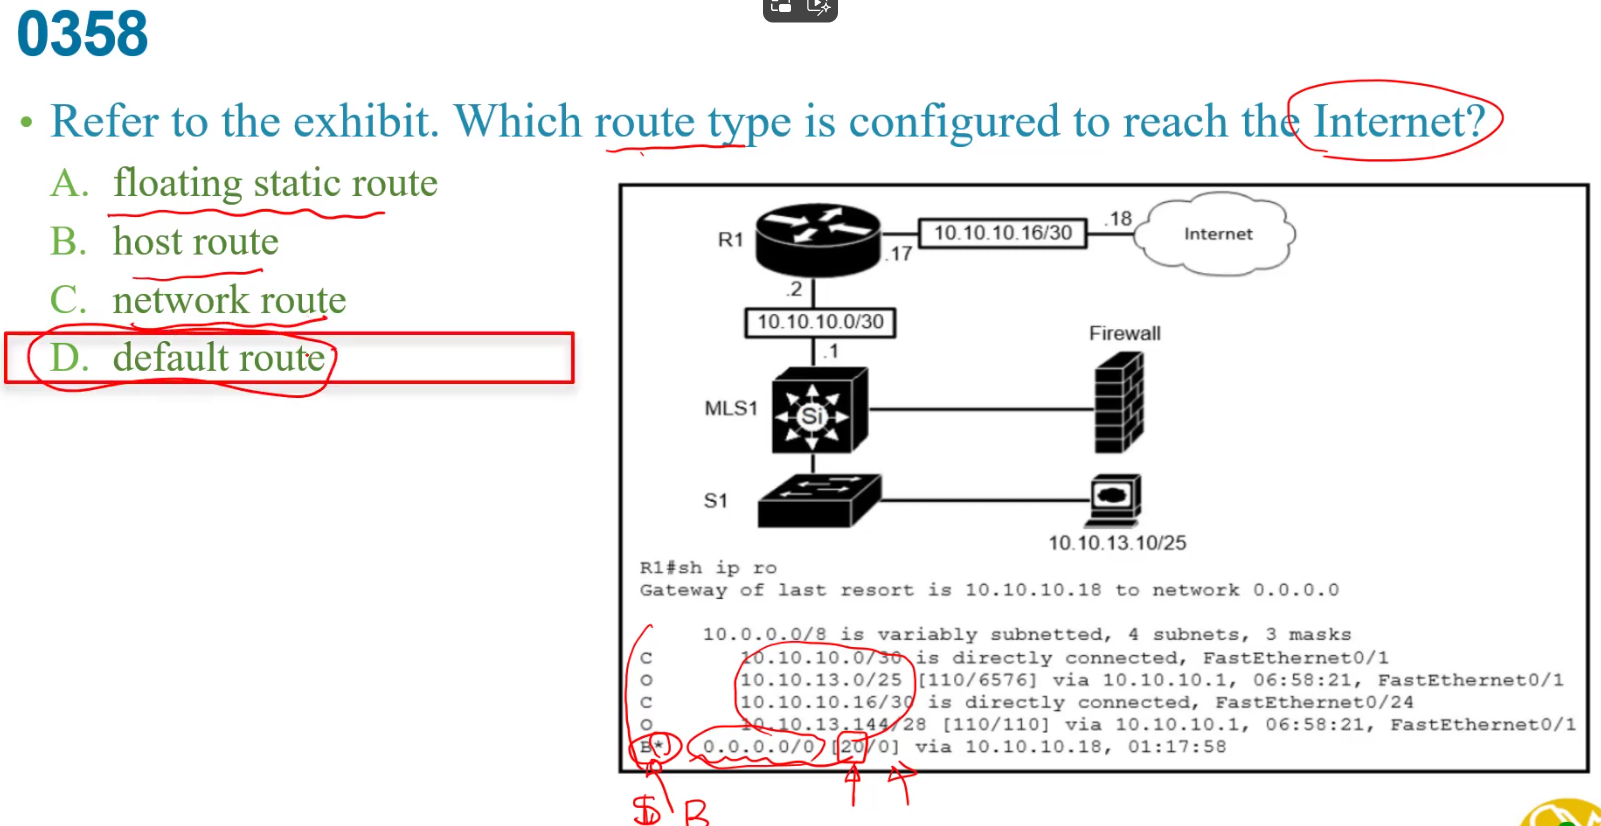 0358
• Refer to the exhibit. Which route type is configured to reach the Internet?
A. floating static route
B. host route
C. network route
D. default route
R1
.17
10.10.10.16/30
.18
Internet
.2
10.10.10.0/30
.1
Firewall
MLS1
Si
S1
10.10.13.10/25
R1#sh ip ro
Gateway of last resort is 10.10.10.18 to network 0.0.0.0
10.0.0.0/8 is variably subnetted, 4 subnets, 3 masks
C 10.10.10.0/30 is directly connected, FastEthernet0/1
O 10.10.13.0/25 [110/6576] via 10.10.10.1, 06:58:21, FastEthernet0/1
C 10.10.10.16/30 is directly connected, FastEthernet0/24
O 10.10.13.144/28 [110/110] via 10.10.10.1, 06:58:21, FastEthernet0/1
B* 0.0.0.0/0 [20/0] via 10.10.10.18, 01:17:58
$ B